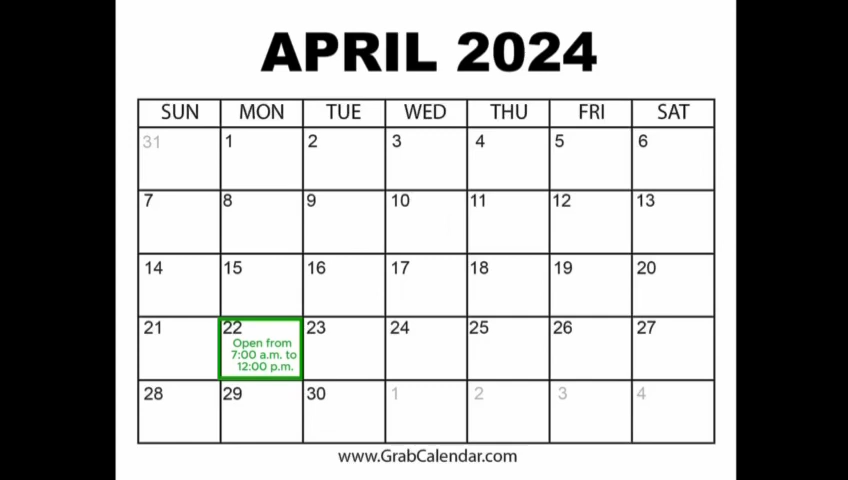 APRIL 2024
SUN MON TUE WED THU FRI SAT
31 1 2 3 4 5 6
7 8 9 10 11 12 13
14 15 16 17 18 19 20
21 22 23 24 25 26 27
Open from
7:00 a.m. to
12:00 p.m.
28 29 30 1 2 3 4
www.GrabCalendar.com